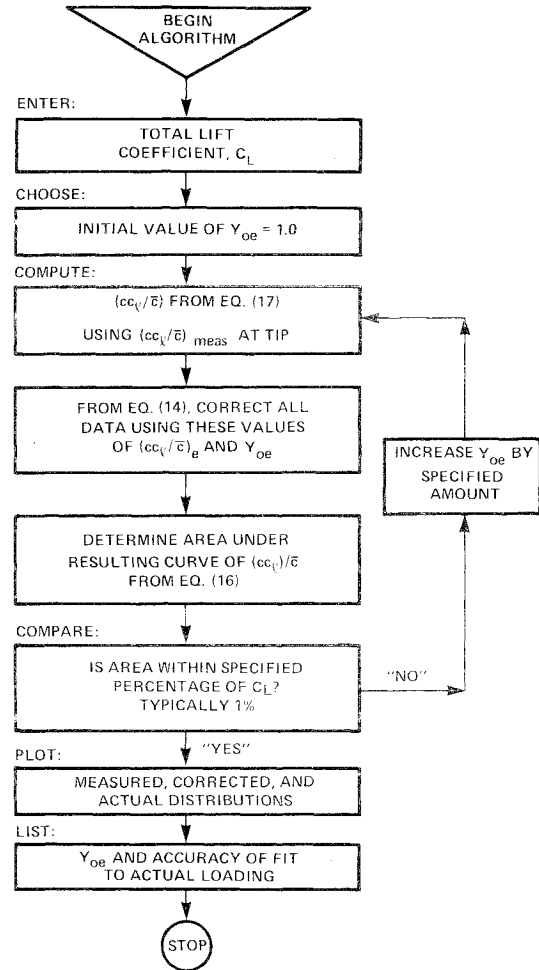 BEGIN
ALGORITHM
ENTER:
TOTAL LIFT
COEFFICIENT, C_L
CHOOSE:
INITIAL VALUE OF Y_oe = 1.0
COMPUTE:
(cc_ℓ/c̅) FROM EQ. (17)
USING (cc_ℓ/c̅)_meas AT TIP
FROM EQ. (14), CORRECT ALL
DATA USING THESE VALUES
OF (cc_ℓ/c̅)_e AND Y_oe
INCREASE Y_oe BY
SPECIFIED
AMOUNT
DETERMINE AREA UNDER
RESULTING CURVE OF (cc_ℓ)/c̅
FROM EQ. (16)
COMPARE:
IS AREA WITHIN SPECIFIED
PERCENTAGE OF C_L?
TYPICALLY 1%
"NO"
"YES"
PLOT:
MEASURED, CORRECTED, AND
ACTUAL DISTRIBUTIONS
LIST:
Y_oe AND ACCURACY OF FIT
TO ACTUAL LOADING
STOP